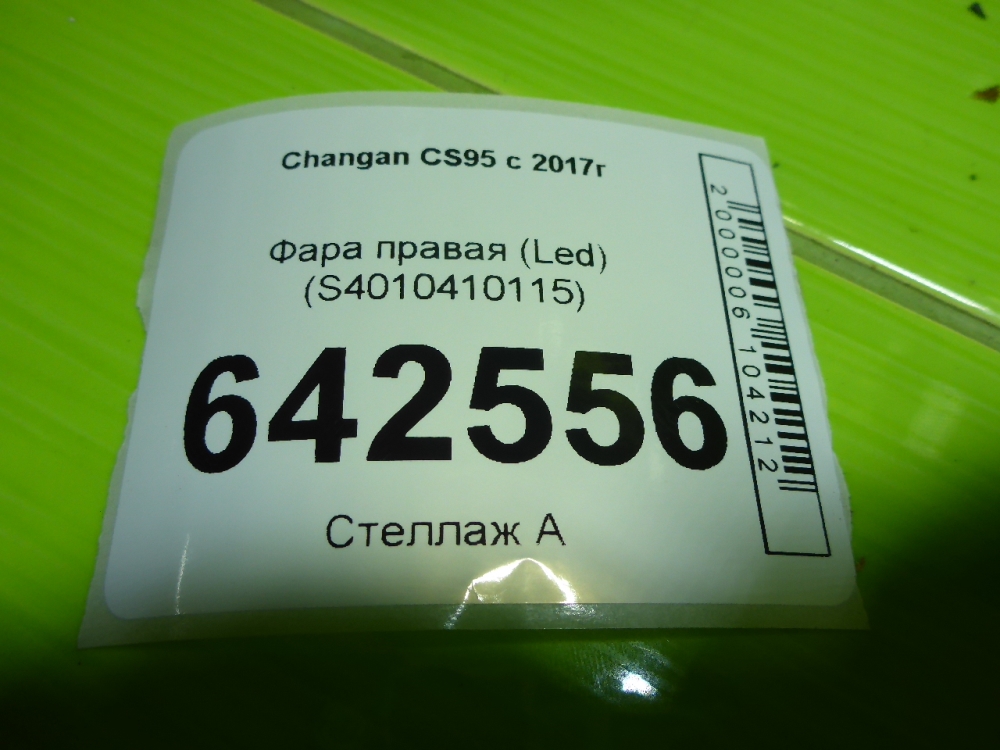 Changan CS95 с 2017г
Фара правая (Led)
(S4010410115)
642556
Стеллаж А
2000006104212